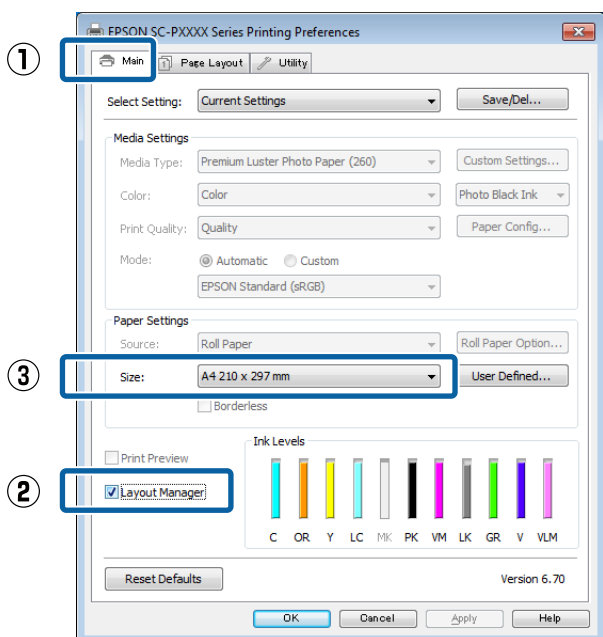 EPSON SC-PXXXX Series Printing Preferences
① Main 1 Page Layout Utility
Select Setting: Current Settings Save/Del...
Media Settings
Media Type: Premium Luster Photo Paper (260) Custom Settings...
Color: Color Photo Black Ink
Print Quality: Quality Paper Config...
Mode: Automatic Custom
EPSON Standard (sRGB)
Paper Settings
Source: Roll Paper Roll Paper Option...
③ Size: A4 210 x 297 mm User Defined...
Borderless
Ink Levels
Print Preview
② Layout Manager
C OR Y LC MK PK VM LK GR V VLM
Reset Defaults Version 6.70
OK Cancel Apply Help